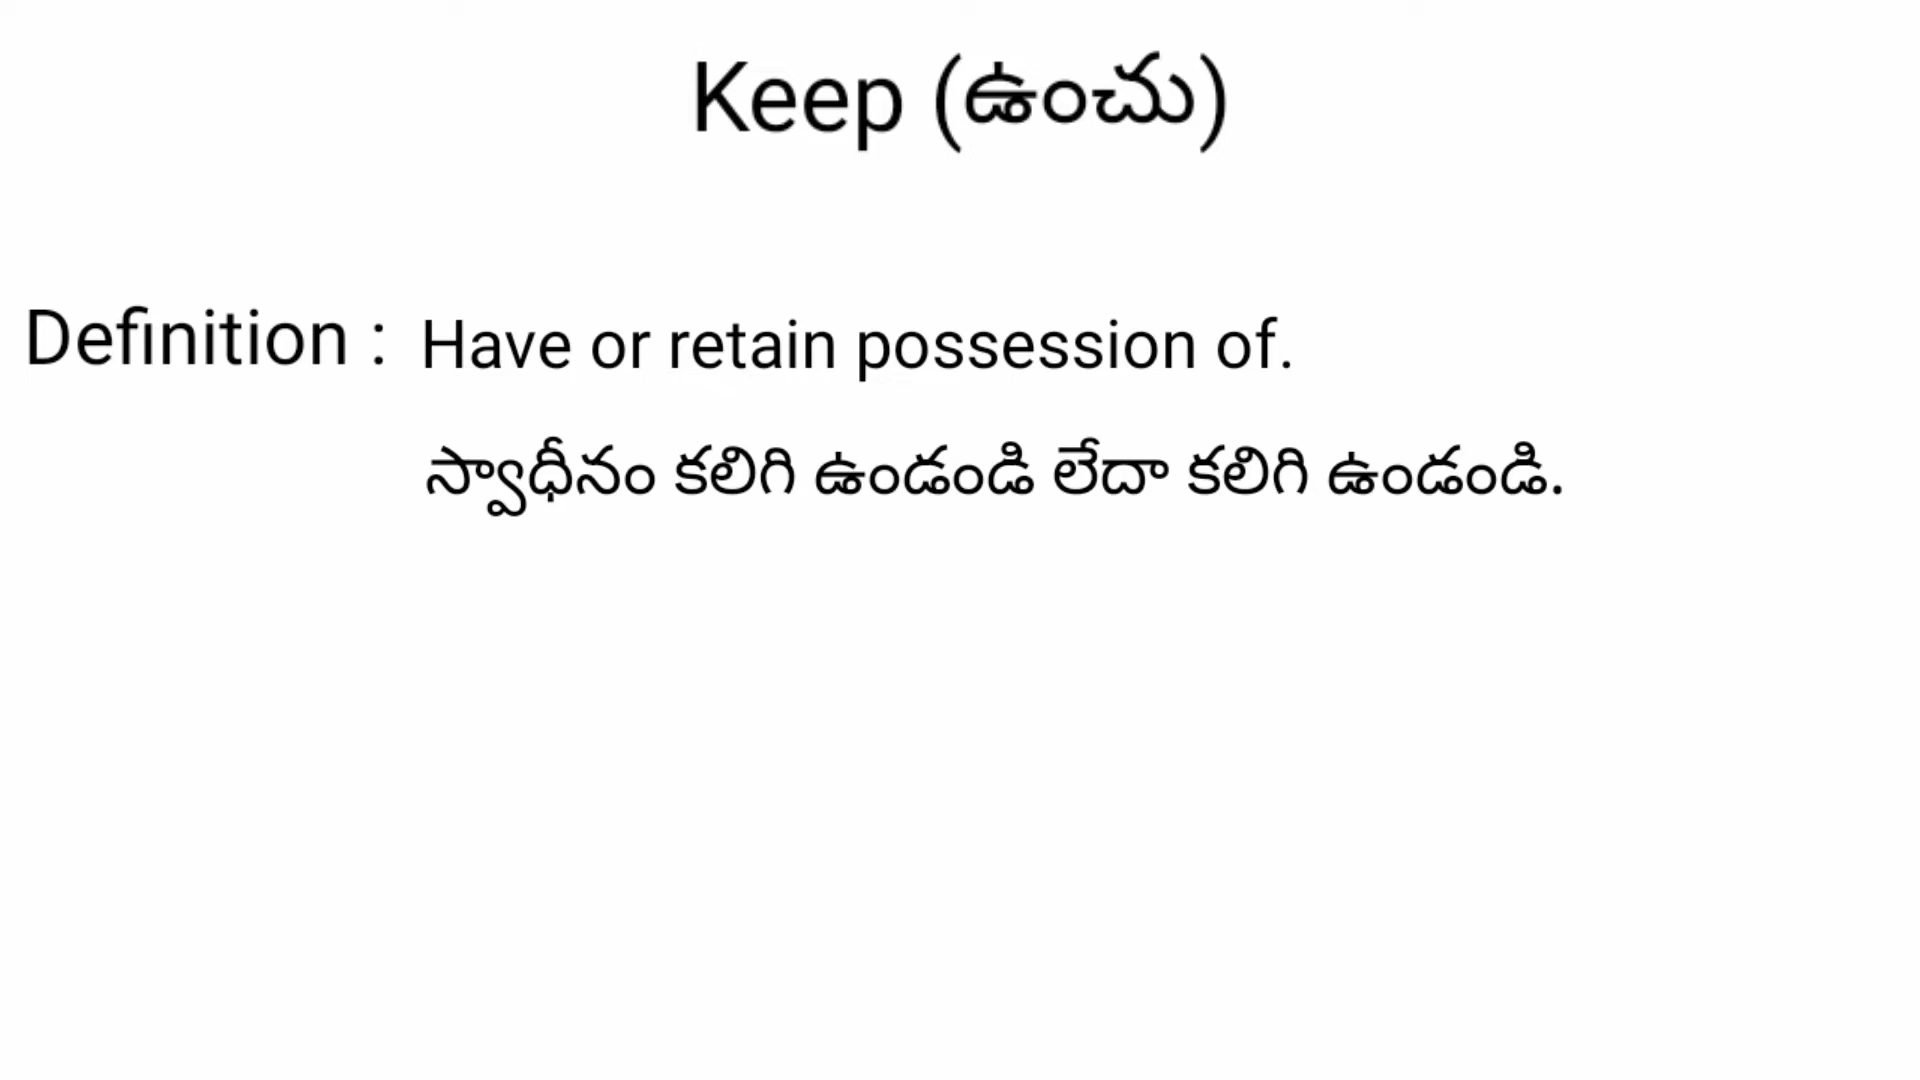 Keep (ఉంచు)
Definition : Have or retain possession of.
స్వాధీనం కలిగి ఉండండి లేదా కలిగి ఉండండి.